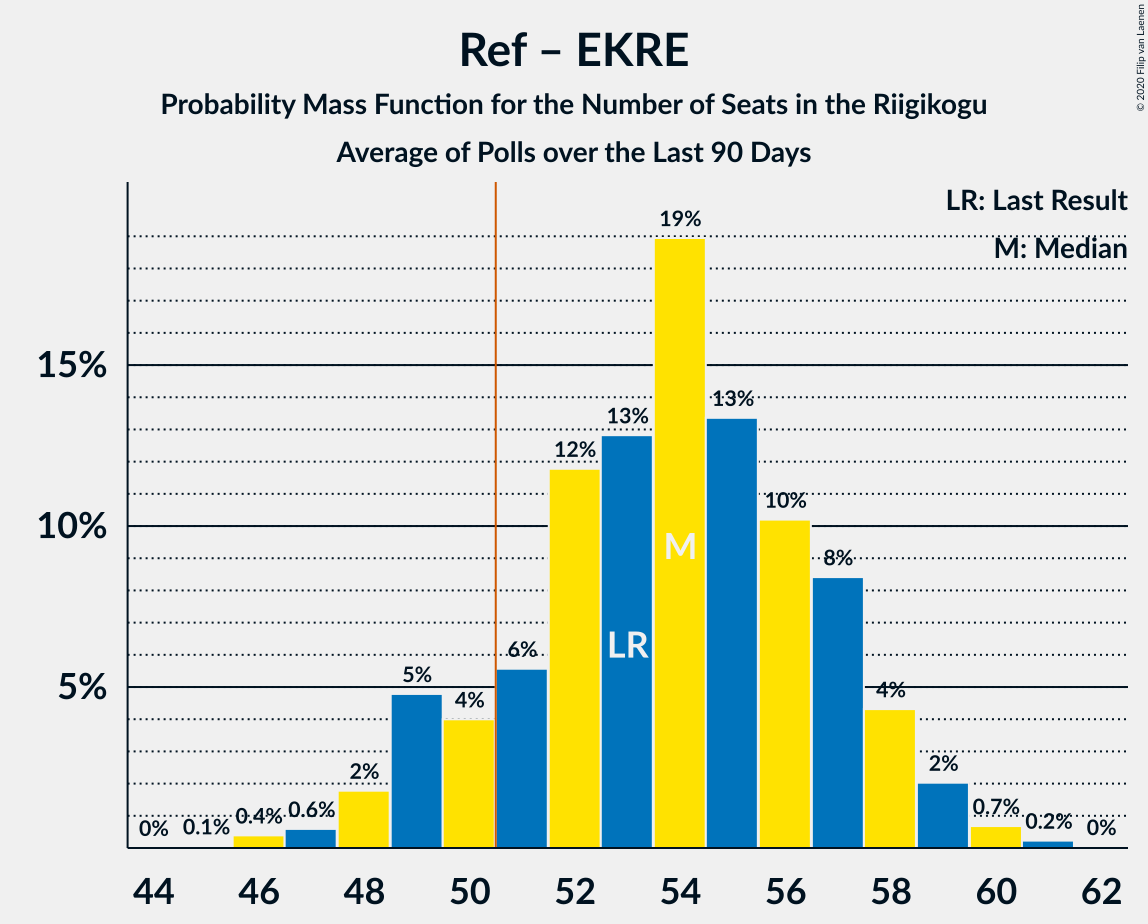 © 2020 Filip van Laenen
Ref – EKRE
Probability Mass Function for the Number of Seats in the Riigikogu
Average of Polls over the Last 90 Days
LR: Last Result
M: Median
15%
10%
5%
0%
0.1%
0.4%
0.6%
2%
5%
4%
6%
12%
13%
19%
13%
10%
8%
4%
2%
0.7%
0.2%
0%
LR
M
44 46 48 50 52 54 56 58 60 62